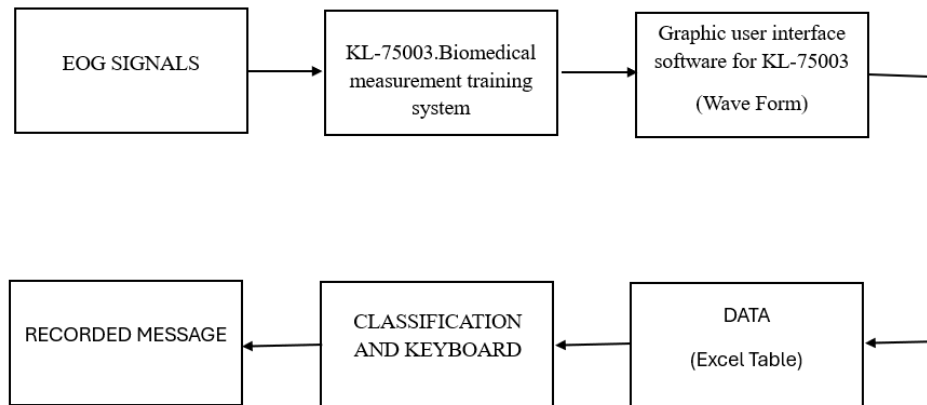 EOG SIGNALS
KL-75003.Biomedical
measurement training
system
Graphic user interface
software for KL-75003
(Wave Form)
RECORDED MESSAGE
CLASSIFICATION
AND KEYBOARD
DATA
(Excel Table)